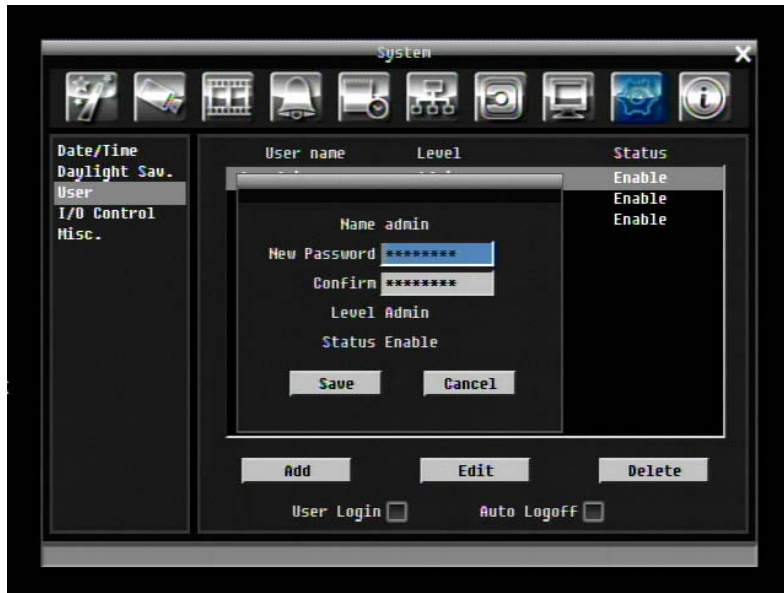 System
Date/Time
Daylight Sav.
User
I/O Control
Misc.
User name Level Status
Enable
Enable
Enable
Name admin
New Password ********
Confirm ********
Level Admin
Status Enable
Save Cancel
Add Edit Delete
User Login Auto Logoff